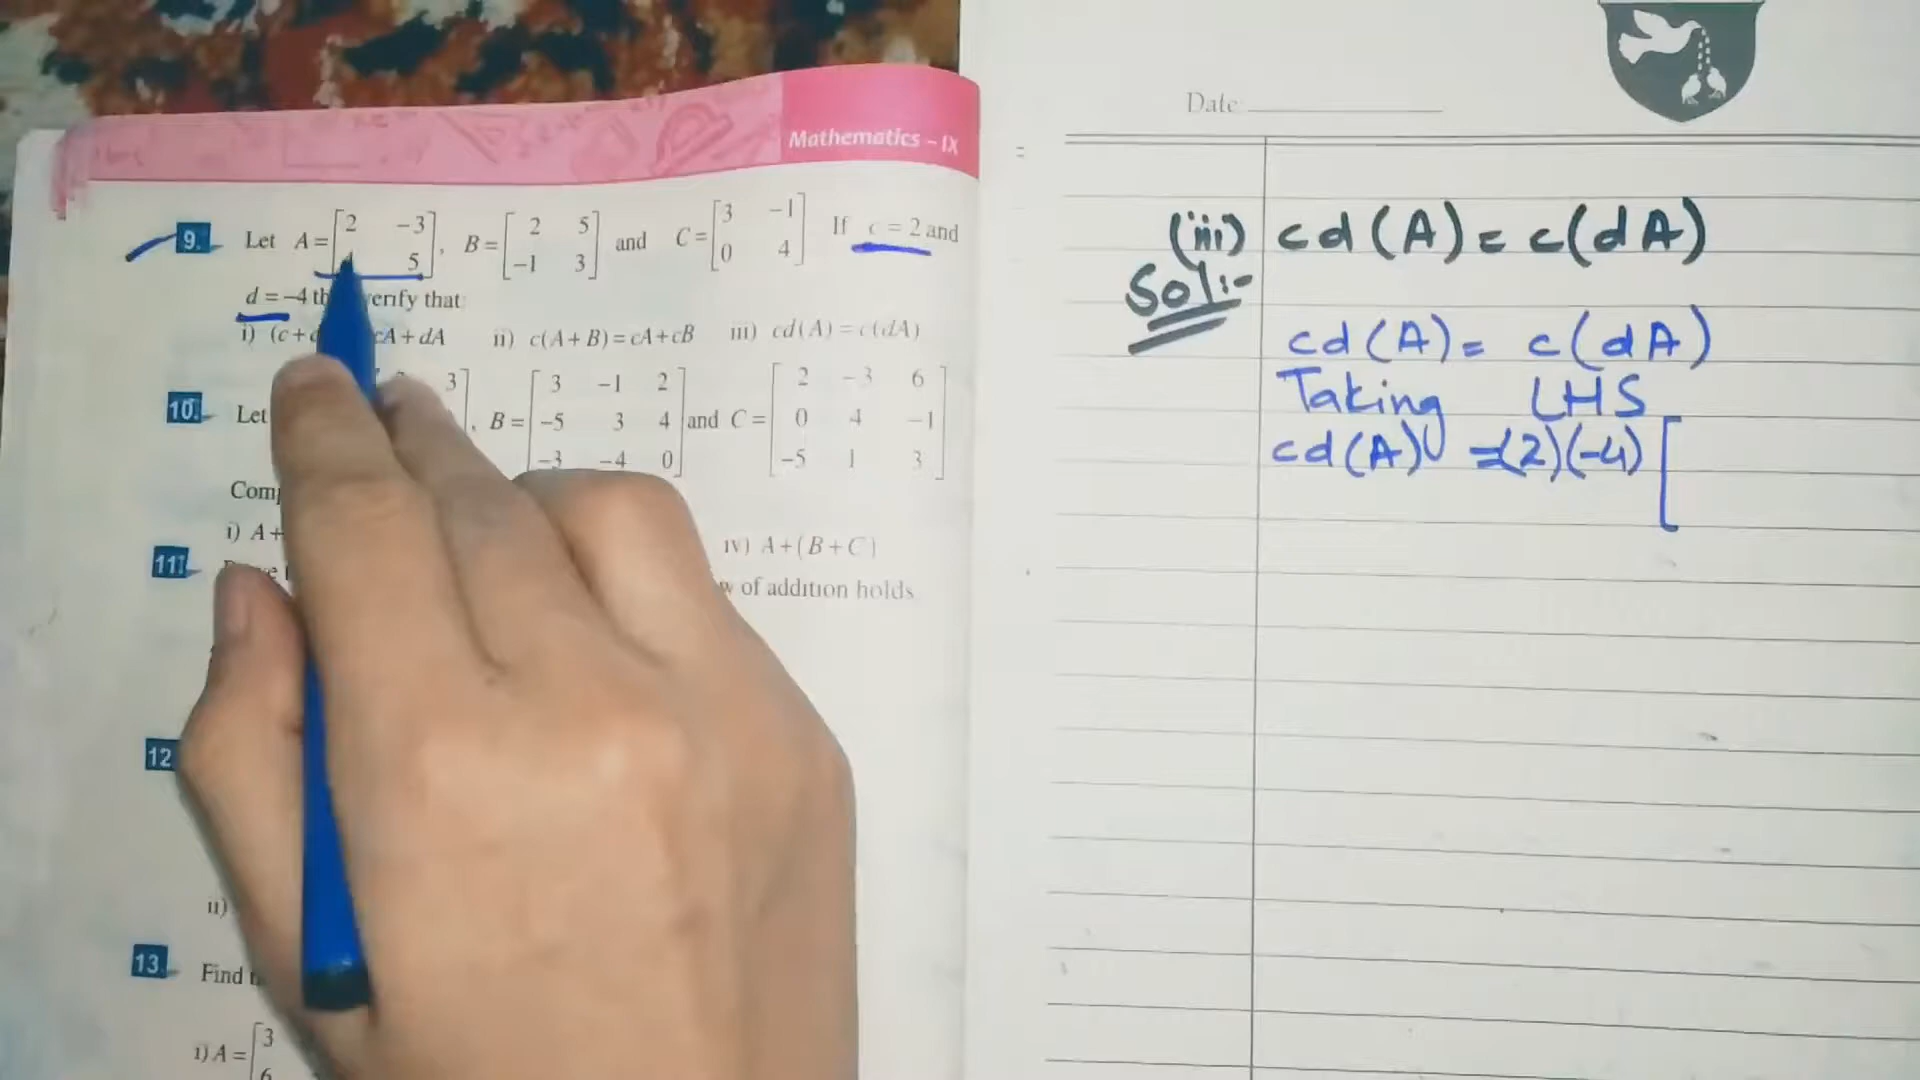 Mathematics – IX
9. Let A = [2 −3 5], B = [2 5 −1 3] and C = [3 −1 0 4] If c = 2 and
d = −4 verify that
i) (c+ cA + dA ii) c(A + B) = cA + cB iii) cd(A) = c(dA)
10. Let 3], B = [3 −1 2 −5 3 4 −3 −4 0] and C = [2 −3 6 0 4 −1 −5 1 3]
i) A+ iv) A + (B + C)
11. of addition holds
12
ii)
13. Find
i) A = [3
6
Date:
(iii) cd(A) = c(dA)
Sol:-
cd(A) = c(dA)
Taking LHS
cd(A) = (2)(-4) [